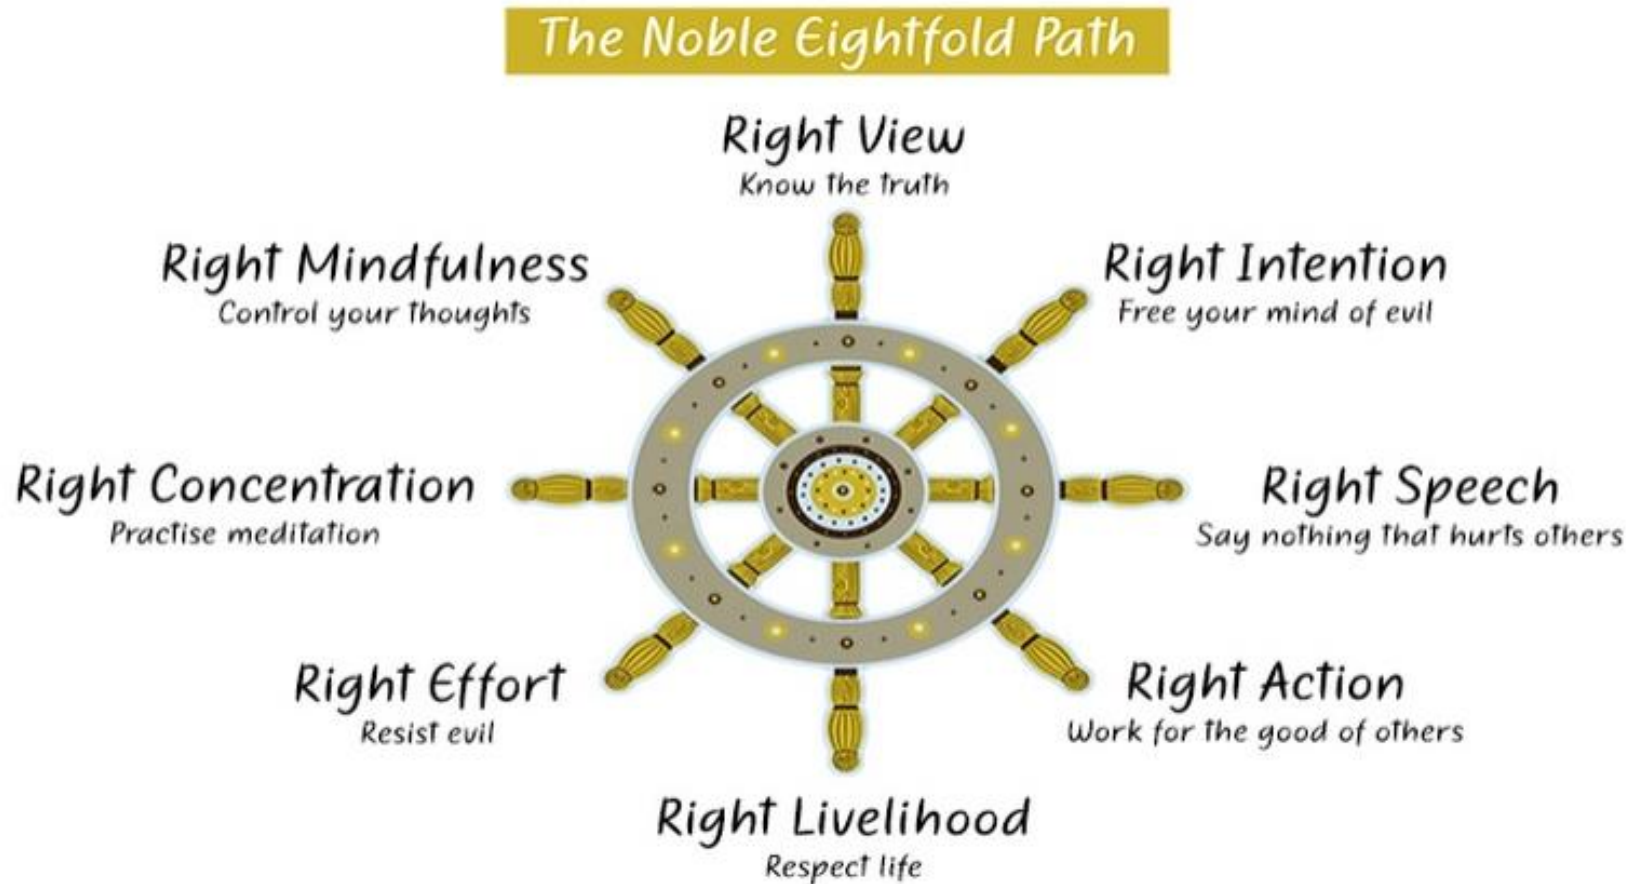 The Noble Eightfold Path
Right View
Know the truth
Right Intention
Free your mind of evil
Right Speech
Say nothing that hurts others
Right Action
Work for the good of others
Right Livelihood
Respect life
Right Effort
Resist evil
Right Concentration
Practise meditation
Right Mindfulness
Control your thoughts